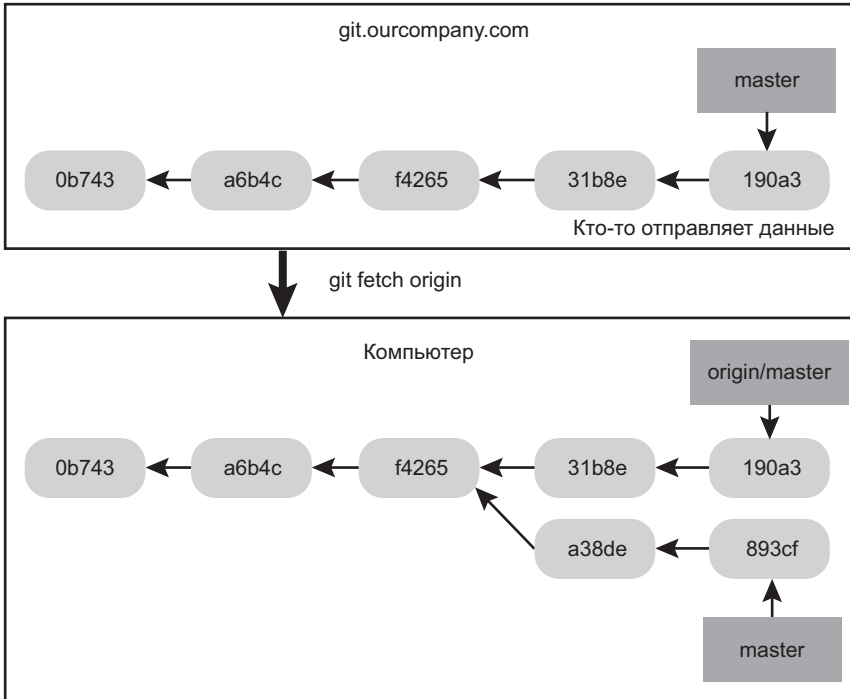 git.ourcompany.com
master
0b743 a6b4c f4265 31b8e 190a3
Кто-то отправляет данные
git fetch origin
Компьютер
origin/master
0b743 a6b4c f4265 31b8e 190a3
a38de 893cf
master